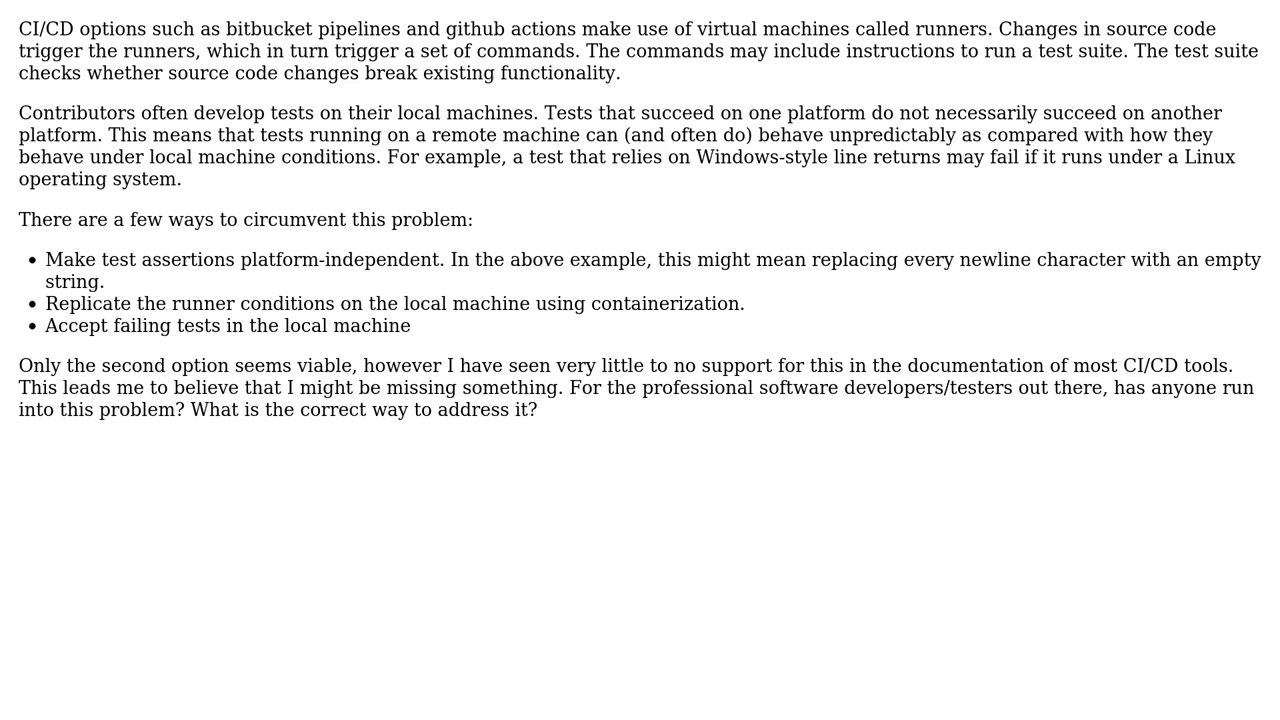 CI/CD options such as bitbucket pipelines and github actions make use of virtual machines called runners. Changes in source code
trigger the runners, which in turn trigger a set of commands. The commands may include instructions to run a test suite. The test suite
checks whether source code changes break existing functionality.
Contributors often develop tests on their local machines. Tests that succeed on one platform do not necessarily succeed on another
platform. This means that tests running on a remote machine can (and often do) behave unpredictably as compared with how they
behave under local machine conditions. For example, a test that relies on Windows-style line returns may fail if it runs under a Linux
operating system.
There are a few ways to circumvent this problem:
• Make test assertions platform-independent. In the above example, this might mean replacing every newline character with an empty
string.
• Replicate the runner conditions on the local machine using containerization.
• Accept failing tests in the local machine
Only the second option seems viable, however I have seen very little to no support for this in the documentation of most CI/CD tools.
This leads me to believe that I might be missing something. For the professional software developers/testers out there, has anyone run
into this problem? What is the correct way to address it?